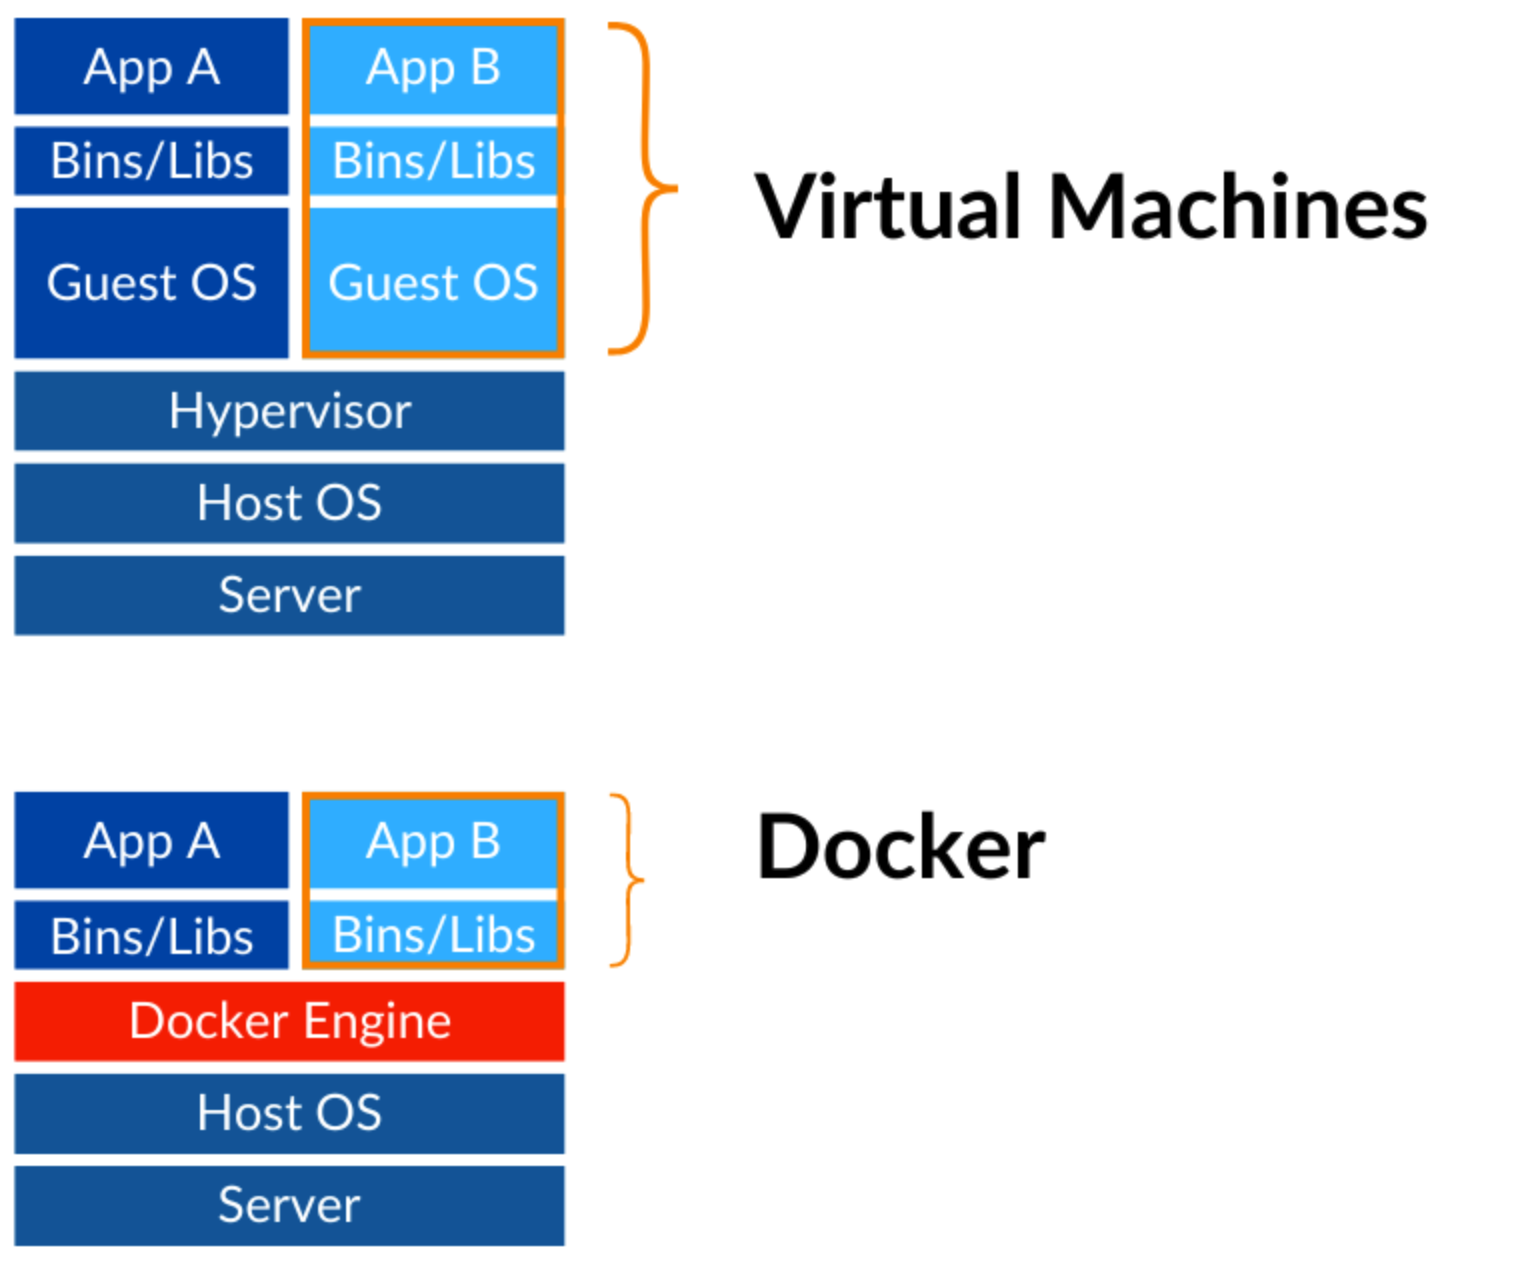 App A
App B
Bins/Libs
Bins/Libs
Guest OS
Guest OS
Virtual Machines
Hypervisor
Host OS
Server
App A
App B
Docker
Bins/Libs
Bins/Libs
Docker Engine
Host OS
Server